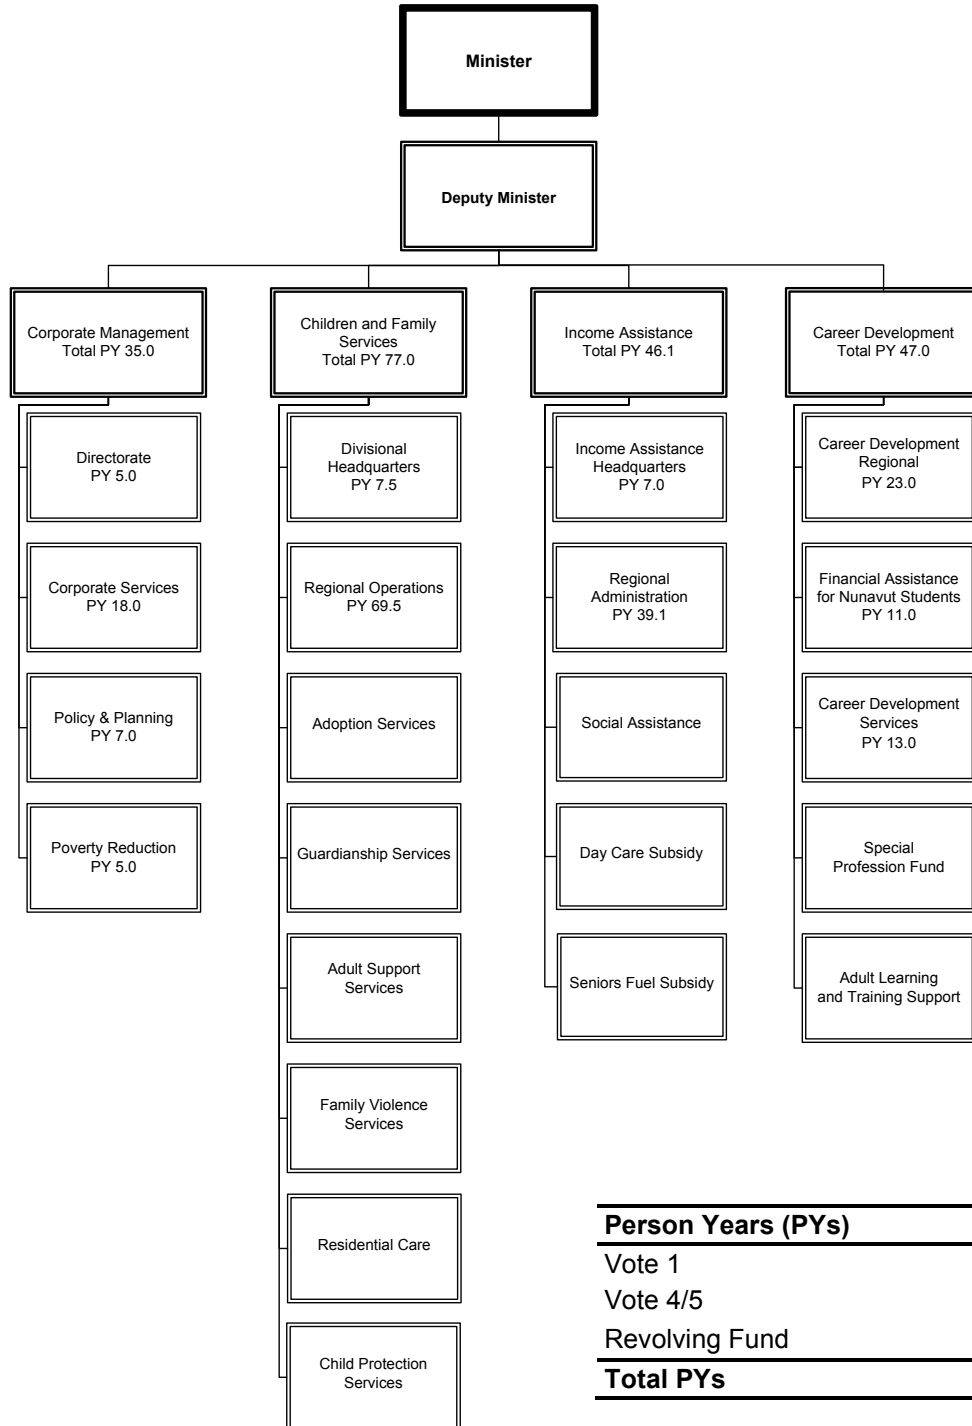 Minister
Deputy Minister
Corporate Management
Total PY 35.0
Children and Family
Services
Total PY 77.0
Income Assistance
Total PY 46.1
Career Development
Total PY 47.0
Directorate
PY 5.0
Divisional
Headquarters
PY 7.5
Income Assistance
Headquarters
PY 7.0
Career Development
Regional
PY 23.0
Corporate Services
PY 18.0
Regional Operations
PY 69.5
Regional
Administration
PY 39.1
Financial Assistance
for Nunavut Students
PY 11.0
Policy & Planning
PY 7.0
Adoption Services
Social Assistance
Career Development
Services
PY 13.0
Poverty Reduction
PY 5.0
Guardianship Services
Day Care Subsidy
Special
Profession Fund
Adult Support
Services
Seniors Fuel Subsidy
Adult Learning
and Training Support
Family Violence
Services
Residential Care
Child Protection
Services
Person Years (PYs)
Vote 1
Vote 4/5
Revolving Fund
Total PYs